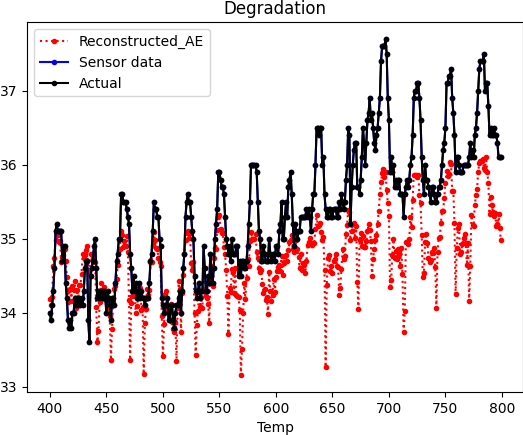 Degradation
Reconstructed_AE
Sensor data
Actual
37
36
35
34
33
400 450 500 550 600 650 700 750 800
Temp